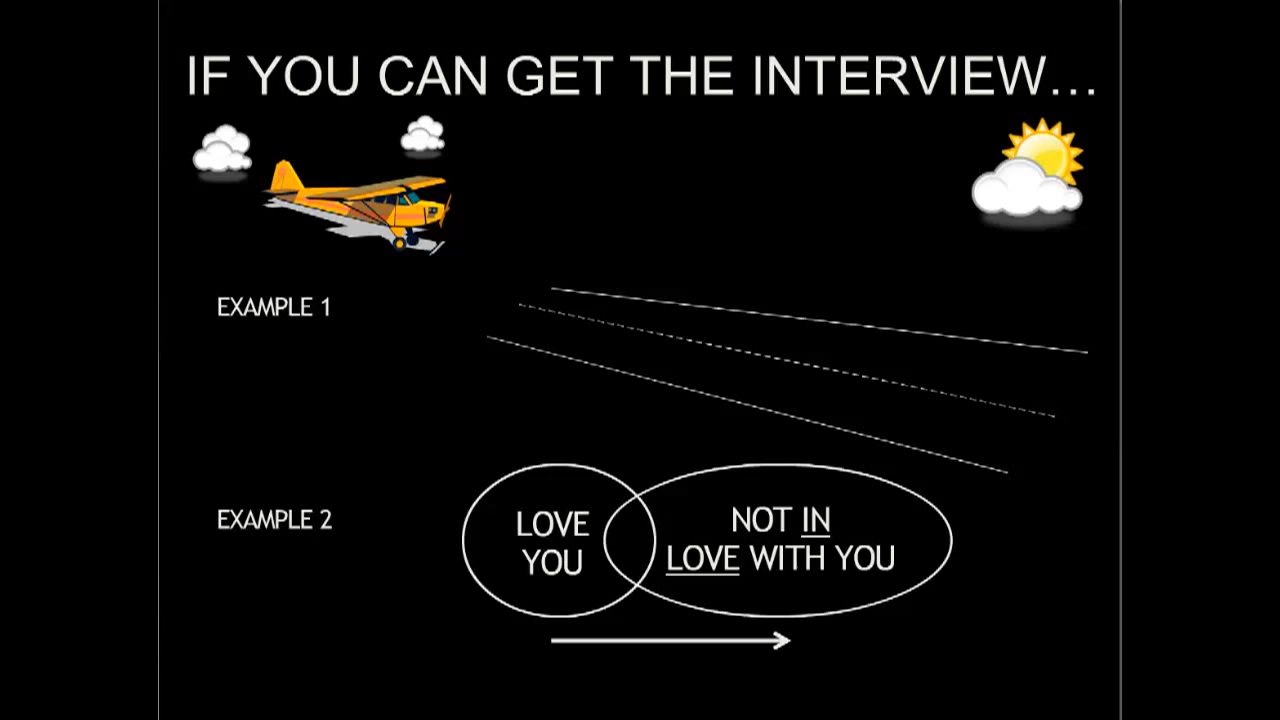 IF YOU CAN GET THE INTERVIEW…
EXAMPLE 1
EXAMPLE 2
LOVE
YOU
NOT IN
LOVE WITH YOU